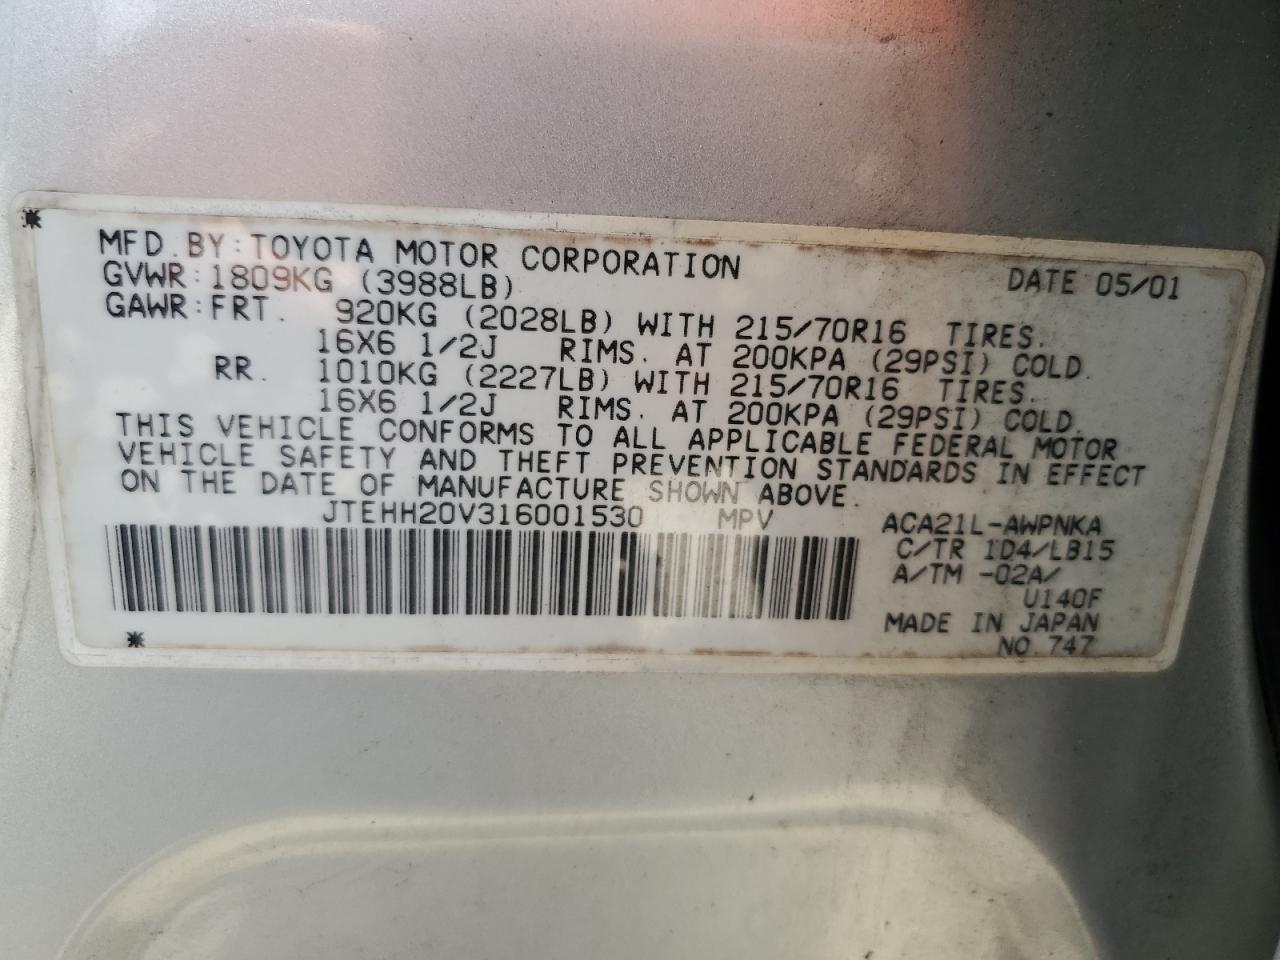 MFD. BY: TOYOTA MOTOR CORPORATION DATE 05/01
GVWR: 1809KG (3988LB)
GAWR: FRT. 920KG (2028LB) WITH 215/70R16 TIRES.
16X6 1/2J RIMS. AT 200KPA (29PSI) COLD.
RR. 1010KG (2227LB) WITH 215/70R16 TIRES.
16X6 1/2J RIMS. AT 200KPA (29PSI) COLD.
THIS VEHICLE CONFORMS TO ALL APPLICABLE FEDERAL MOTOR
VEHICLE SAFETY AND THEFT PREVENTION STANDARDS IN EFFECT
ON THE DATE OF MANUFACTURE SHOWN ABOVE.
JTEHH20V316001530 MPV
ACA21L-AWPNKA
C/TR 1D4/LB15
A/TM -02A/
U140F
MADE IN JAPAN
NO.747